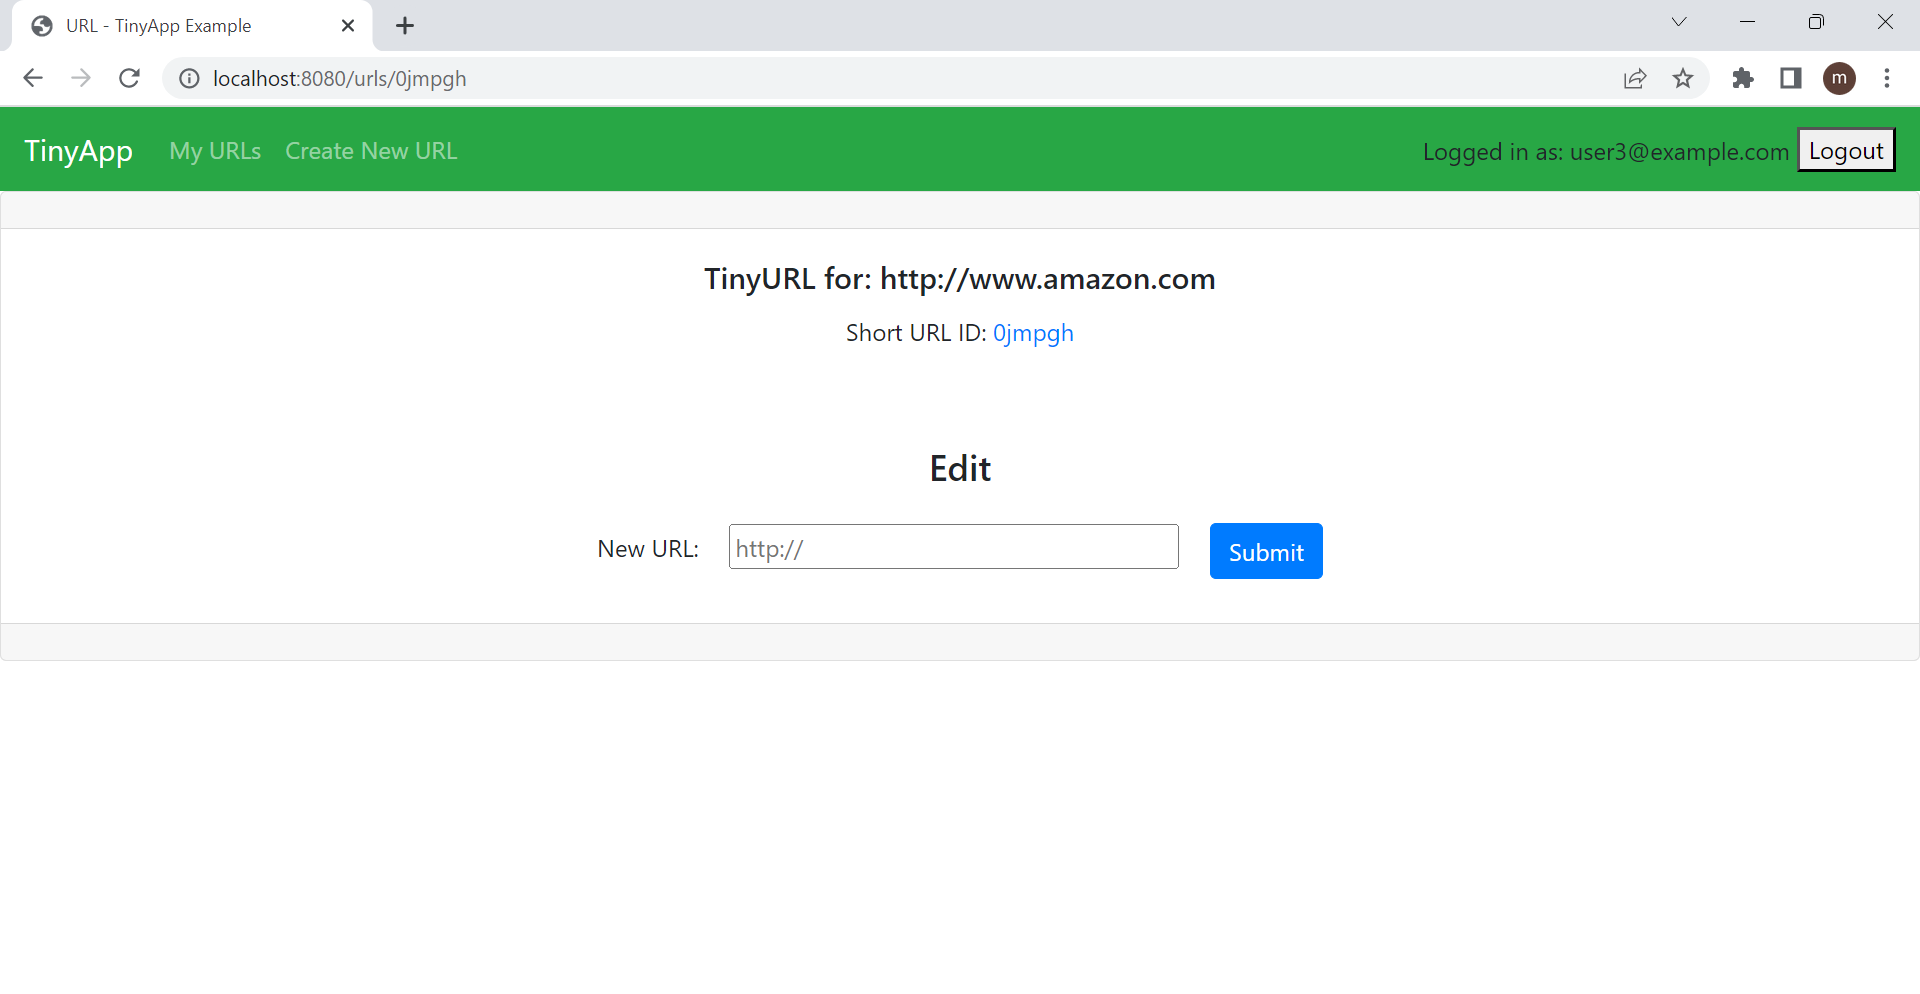 URL - TinyApp Example
localhost:8080/urls/0jmpgh
m
TinyApp My URLs Create New URL Logged in as: user3@example.com Logout
TinyURL for: http://www.amazon.com
Short URL ID: 0jmpgh
Edit
New URL: http:// Submit